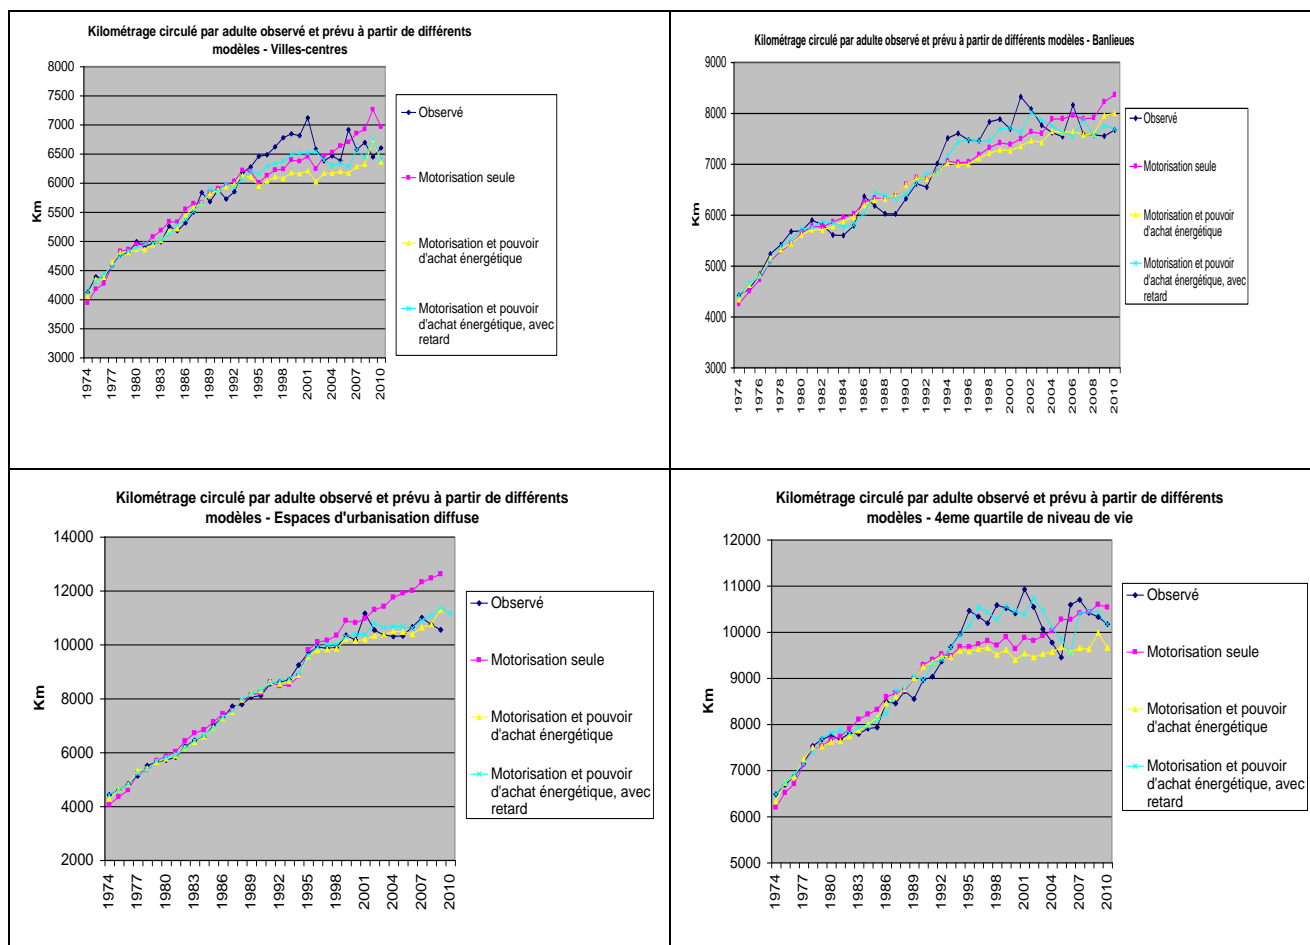 Kilométrage circulé par adulte observé et prévu à partir de différents
modèles - Villes-centres
8000
7500
7000
6500
6000
5500
5000
4500
4000
3500
3000
Km
1974
1977
1980
1983
1986
1989
1992
1995
1998
2001
2004
2007
2010
Observé
Motorisation seule
Motorisation et pouvoir
d'achat énergétique
Motorisation et pouvoir
d'achat énergétique, avec
retard
Kilométrage circulé par adulte observé et prévu à partir de différents modèles - Banlieues
9000
8000
7000
6000
5000
4000
3000
Km
1974
1976
1978
1980
1982
1984
1986
1988
1990
1992
1994
1996
1998
2000
2002
2004
2006
2008
2010
Observé
Motorisation seule
Motorisation et pouvoir
d'achat énergétique
Motorisation et pouvoir
d'achat énergétique, avec
retard
Kilométrage circulé par adulte observé et prévu à partir de différents
modèles - Espaces d'urbanisation diffuse
14000
12000
10000
8000
6000
4000
2000
Km
1974
1977
1980
1983
1986
1989
1992
1995
1998
2001
2004
2007
2010
Observé
Motorisation seule
Motorisation et pouvoir
d'achat énergétique
Motorisation et pouvoir
d'achat énergétique, avec
retard
Kilométrage circulé par adulte observé et prévu à partir de différents
modèles - 4eme quartile de niveau de vie
12000
11000
10000
9000
8000
7000
6000
5000
Km
1974
1977
1980
1983
1986
1989
1992
1995
1998
2001
2004
2007
2010
Observé
Motorisation seule
Motorisation et pouvoir
d'achat énergétique
Motorisation et pouvoir
d'achat énergétique, avec
retard